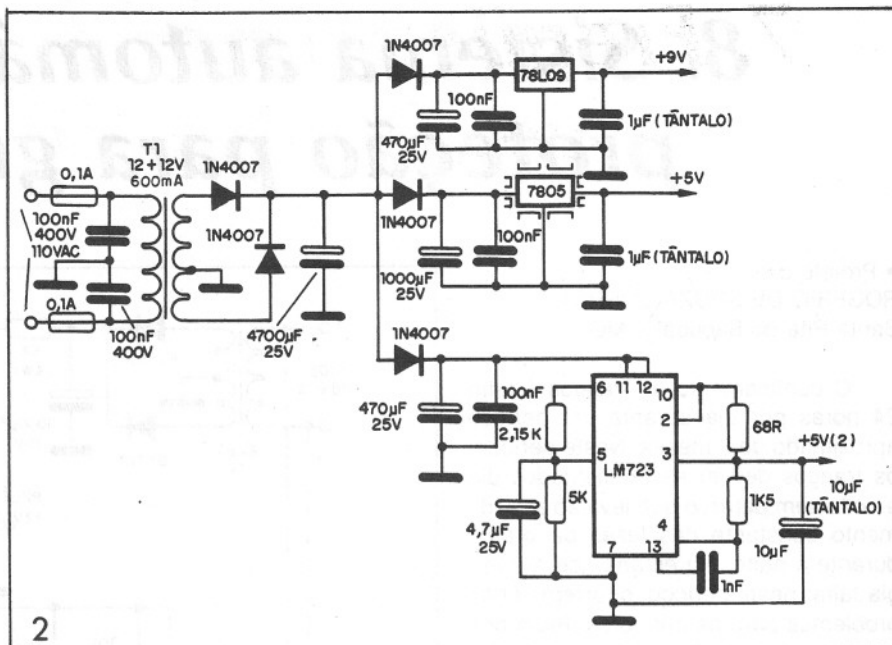 1N4007
78L09
+9V
100nF
470µF
25V
1µF (TÂNTALO)
T1
12 + 12V
600mA
0,1A
1N4007
100nF
400V
110VAC
0,1A
100nF
400V
1N4007
4700µF
25V
1N4007
7805
+5V
100nF
1000µF
25V
1µF (TÂNTALO)
1N4007
470µF
25V
100nF
2,15K
5K
4,7µF
25V
6
11
12
10
2
5
3
LM723
4
7
13
68R
+5V(2)
1K5
10µF
(TÂNTALO)
10µF
1nF
2